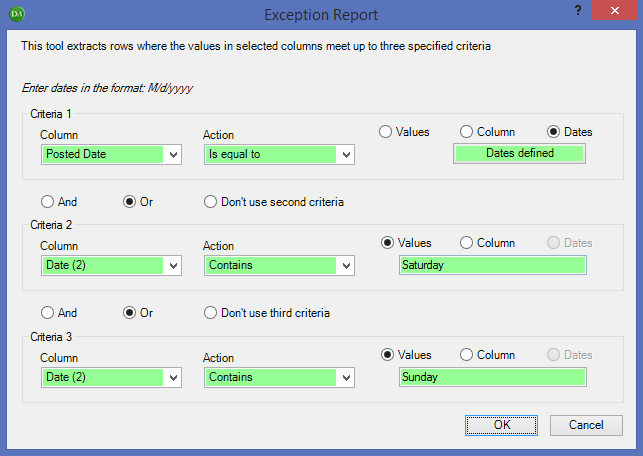 DA Exception Report ? x
This tool extracts rows where the values in selected columns meet up to three specified criteria
Enter dates in the format: M/d/yyyy
Criteria 1
Column Action Values Column Dates
Posted Date Is equal to Dates defined
And Or Don't use second criteria
Criteria 2
Column Action Values Column Dates
Date (2) Contains Saturday
And Or Don't use third criteria
Criteria 3
Column Action Values Column Dates
Date (2) Contains Sunday
OK Cancel